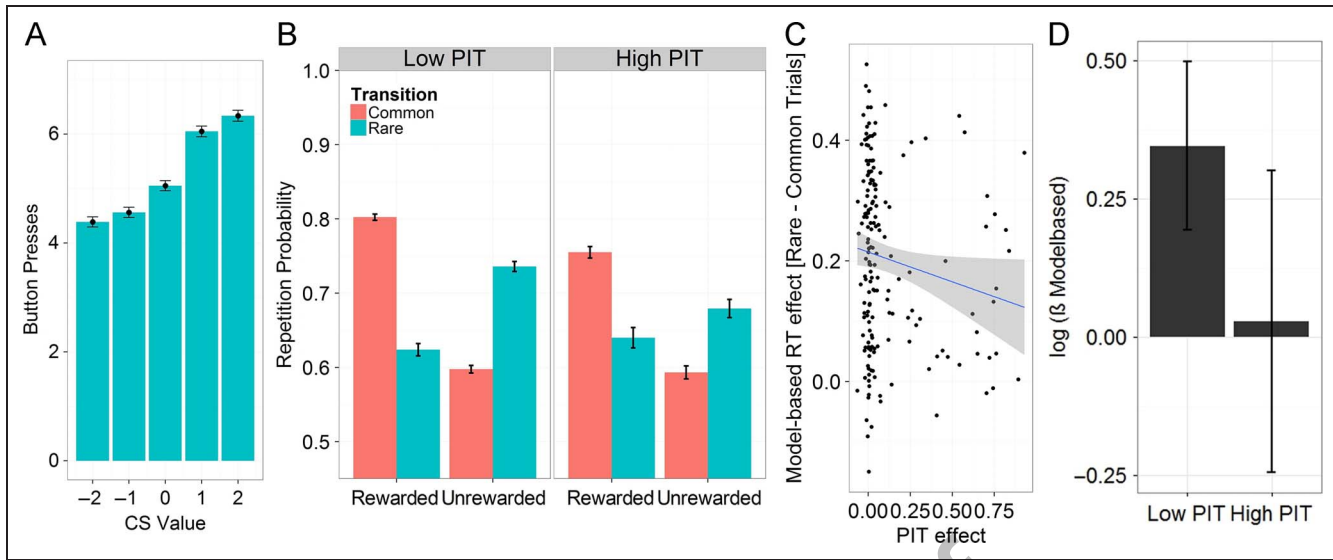 A
Button Presses
6
4
2
0
−2 −1 0 1 2
CS Value
B
Low PIT High PIT
Repetition Probability
1.0
0.9
0.8
0.7
0.6
0.5
Transition
Common
Rare
Rewarded Unrewarded Rewarded Unrewarded
C
Model-based RT effect [Rare - Common Trials]
0.4
0.2
0.0
0.00 0.25 0.50 0.75
PIT effect
D
log (ß Modelbased)
0.50
0.25
0.00
−0.25
Low PIT High PIT